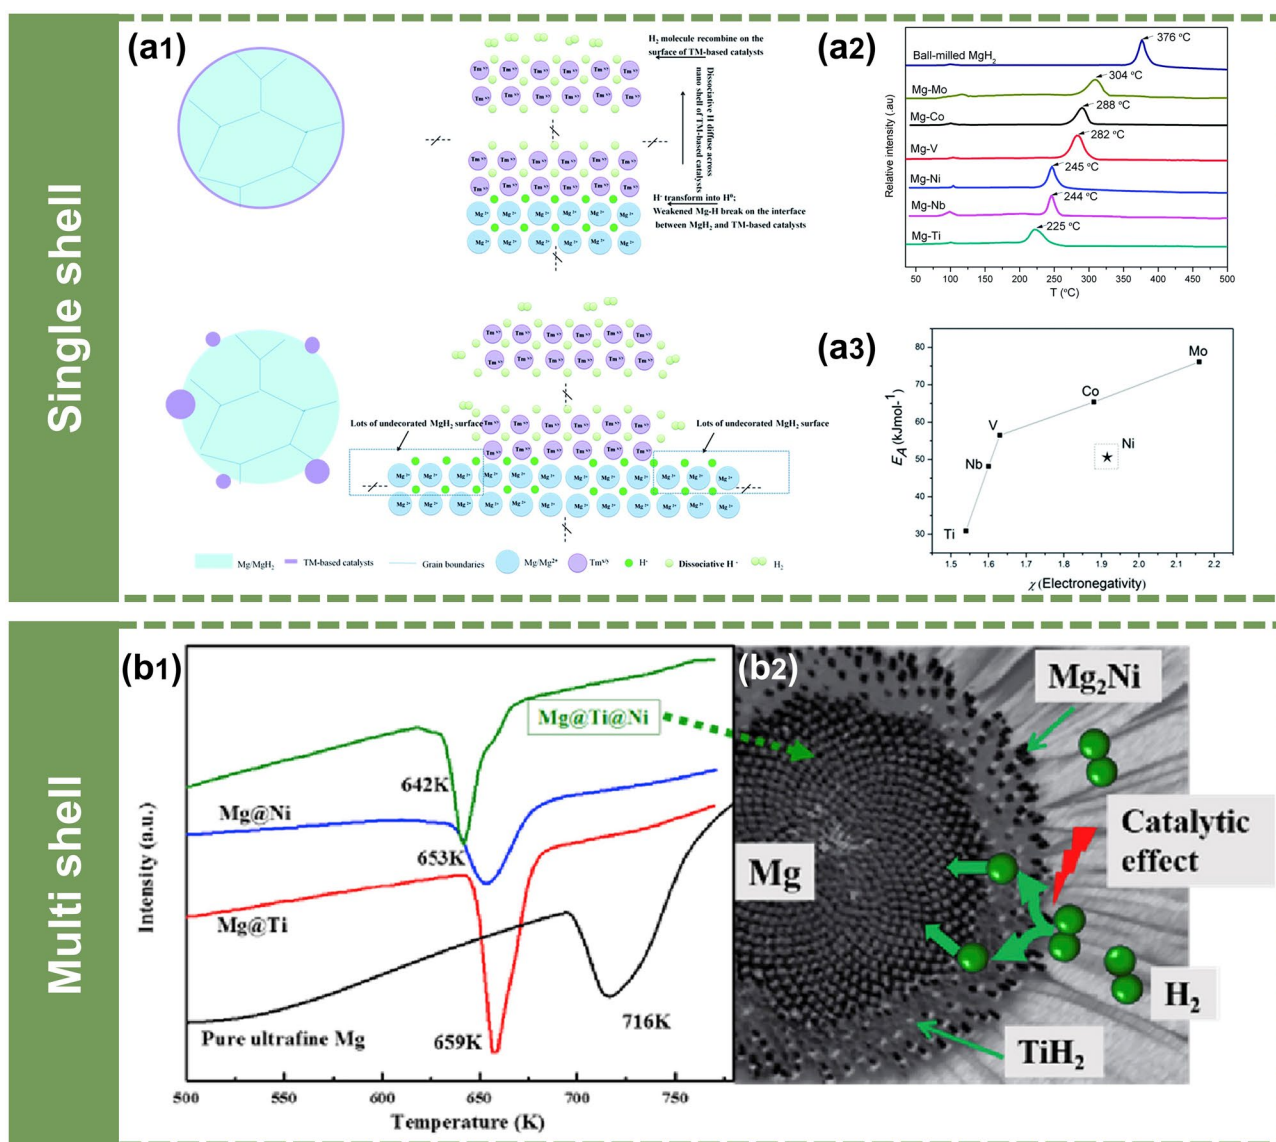 Single shell
(a1)
H2 molecule recombine on the
surface of TM-based catalysts
Dissociative H diffuse across
nano shell of TM-based catalysts
H- transform into H0;
Weakened Mg-H break on the interface
between MgH2 and TM-based catalysts
Lots of undecorated MgH2 surface
Lots of undecorated MgH2 surface
Mg/MgH2
TM-based catalysts
Grain boundaries
Mg/Mg2+
Tmx/y
H-
Dissociative H
H2
(a2)
Relative intensity (.au)
Ball-milled MgH2
376 °C
Mg-Mo
304 °C
Mg-Co
288 °C
Mg-V
282 °C
Mg-Ni
245 °C
Mg-Nb
244 °C
Mg-Ti
225 °C
50 100 150 200 250 300 350 400 450 500
T (°C)
(a3)
EA (kJmol-1)
80
70
60
50
40
30
Mo
Co
V
Ni
Nb
Ti
1.5 1.6 1.7 1.8 1.9 2.0 2.1 2.2
χ (Electronegativity)
Multi shell
(b1)
Intensity (a.u.)
Mg@Ti@Ni
642K
Mg@Ni
653K
Mg@Ti
659K
716K
Pure ultrafine Mg
500 550 600 650 700 750
Temperature (K)
(b2)
Mg2Ni
Catalytic
effect
Mg
H2
TiH2